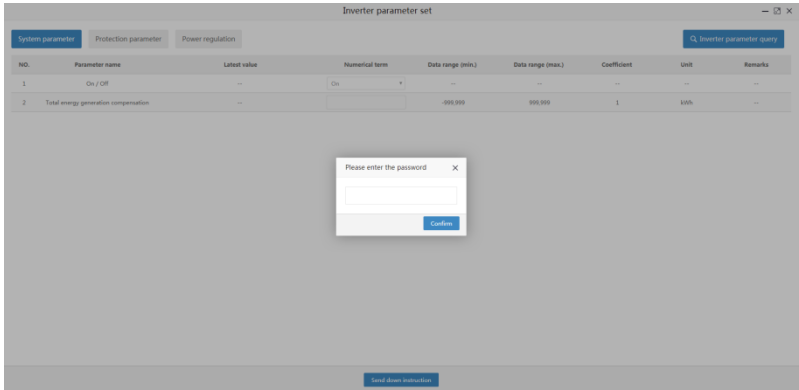 Inverter parameter set
System parameter Protection parameter Power regulation Inverter parameter query
NO. Parameter name Latest value Numerical term Data range (min.) Data range (max.) Coefficient Unit Remarks
1 On / Off --- On --- --- --- --- ---
2 Total energy generation compensation --- -999,999 999,999 1 kWh ---
Please enter the password
Confirm
Send down instruction